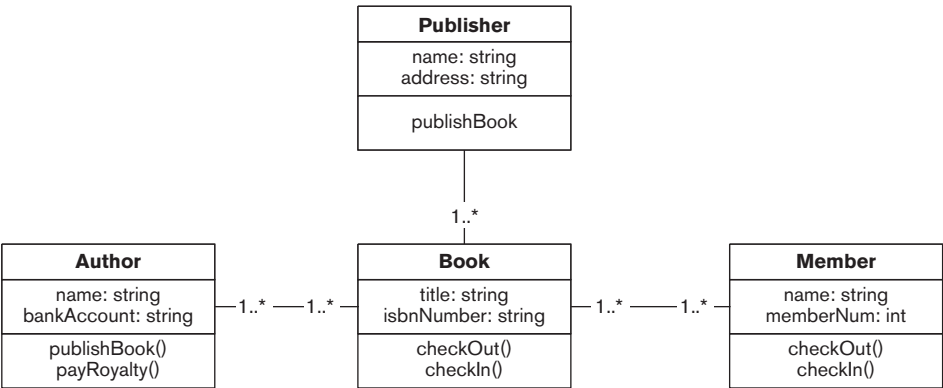 Publisher
name: string
address: string
publishBook
1..*
Author
name: string
bankAccount: string
publishBook()
payRoyalty()
1..*
1..*
Book
title: string
isbnNumber: string
checkOut()
checkIn()
1..*
1..*
Member
name: string
memberNum: int
checkOut()
checkIn()